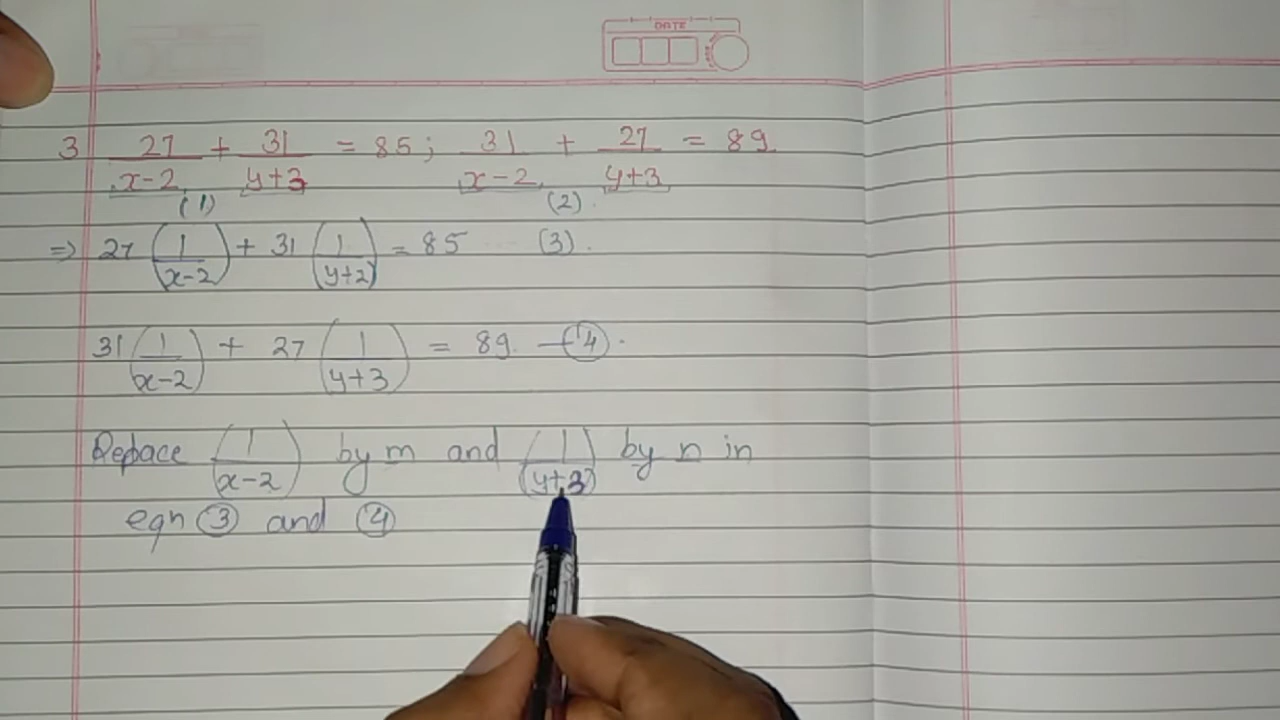 DATE
3 27/x-2 + 31/y+3 = 85; 31/x-2 + 27/y+3 = 89
(1) (2).
=> 27 (1/x-2) + 31 (1/y+2) = 85 (3).
31 (1/x-2) + 27 (1/y+3) = 89. - (4).
Replace (1/x-2) by m and (1/y+3) by n in
eqn (3) and (4)